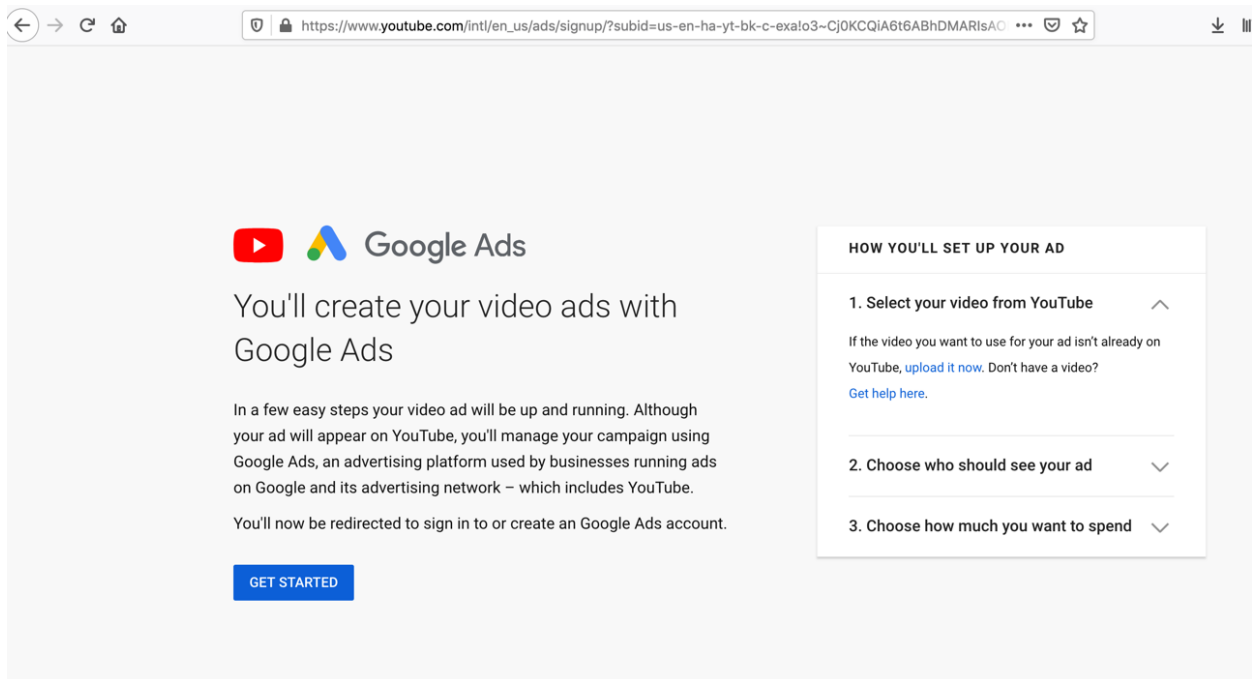 https://www.youtube.com/intl/en_us/ads/signup/?subid=us-en-ha-yt-bk-c-exa!o3~Cj0KCQiA6t6ABhDMARIsAO
Google Ads
You'll create your video ads with
Google Ads
In a few easy steps your video ad will be up and running. Although
your ad will appear on YouTube, you'll manage your campaign using
Google Ads, an advertising platform used by businesses running ads
on Google and its advertising network – which includes YouTube.
You'll now be redirected to sign in to or create an Google Ads account.
GET STARTED
HOW YOU'LL SET UP YOUR AD
1. Select your video from YouTube
If the video you want to use for your ad isn't already on
YouTube, upload it now. Don't have a video?
Get help here.
2. Choose who should see your ad
3. Choose how much you want to spend